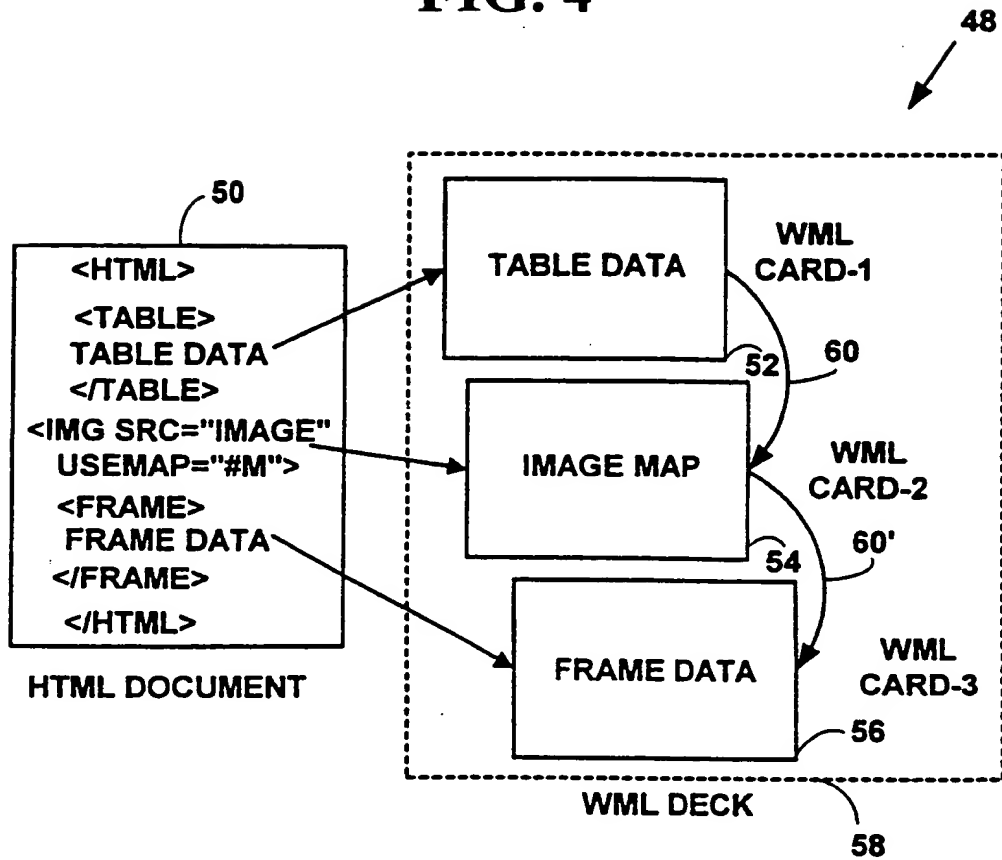 FIG. 4
48
50
<HTML>
<TABLE>
TABLE DATA
</TABLE>
<IMG SRC="IMAGE"
USEMAP="#M">
<FRAME>
FRAME DATA
</FRAME>
</HTML>
HTML DOCUMENT
TABLE DATA
WML
CARD-1
52
60
IMAGE MAP
WML
CARD-2
54
60'
FRAME DATA
WML
CARD-3
56
WML DECK
58